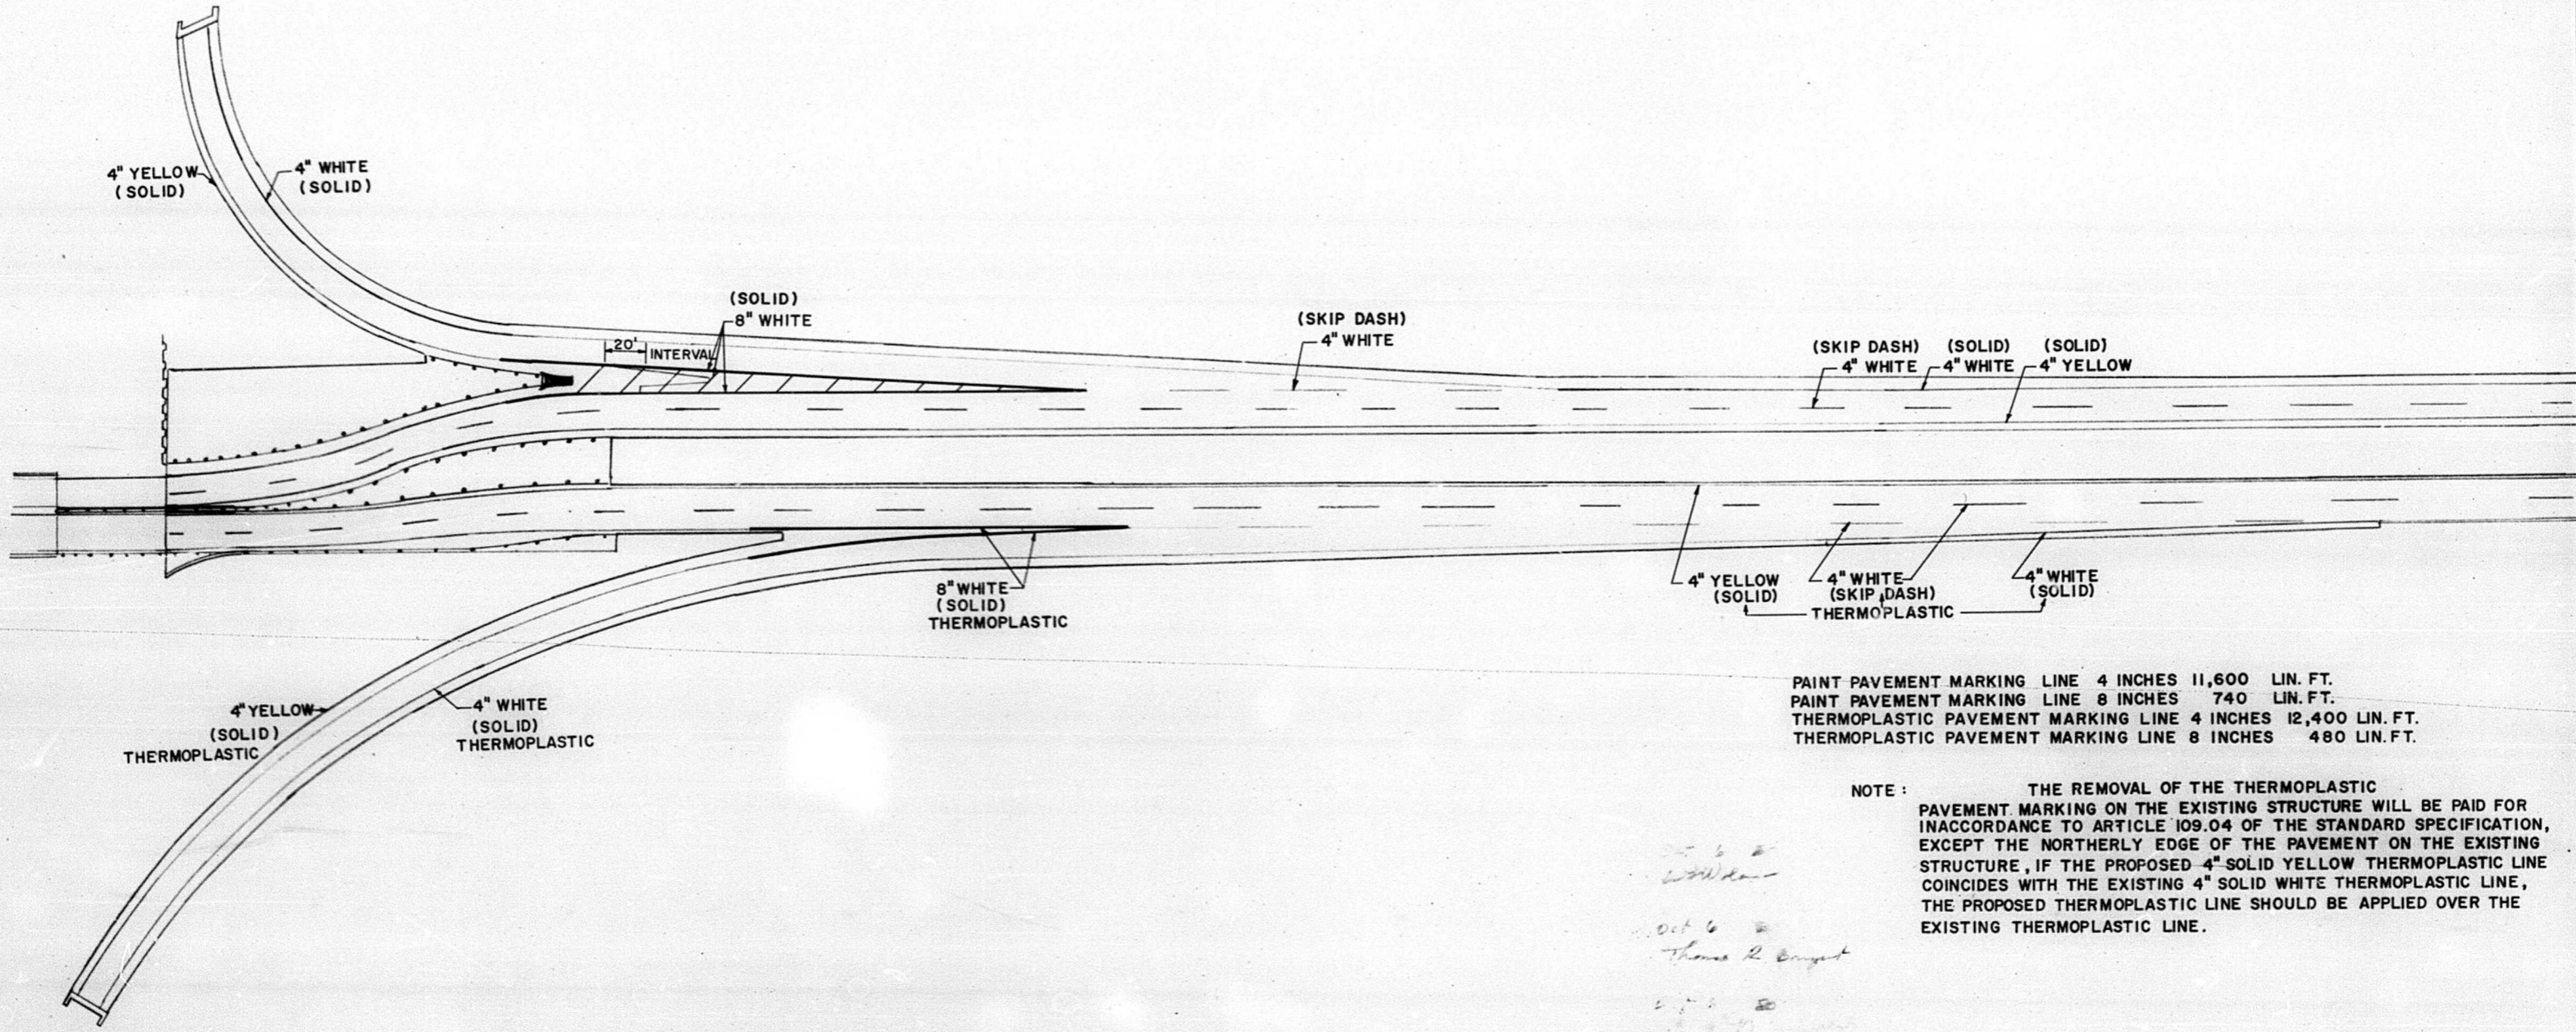 4" YELLOW
(SOLID)
4" WHITE
(SOLID)
(SOLID)
8" WHITE
20'
INTERVAL
(SKIP DASH)
4" WHITE
(SKIP DASH) (SOLID) (SOLID)
4" WHITE 4" WHITE 4" YELLOW
8" WHITE
(SOLID)
THERMOPLASTIC
4" YELLOW
(SOLID)
4" WHITE
(SKIP DASH)
4" WHITE
(SOLID)
THERMOPLASTIC
4" YELLOW
(SOLID)
THERMOPLASTIC
4" WHITE
(SOLID)
THERMOPLASTIC
PAINT PAVEMENT MARKING LINE 4 INCHES 11,600 LIN. FT.
PAINT PAVEMENT MARKING LINE 8 INCHES 740 LIN. FT.
THERMOPLASTIC PAVEMENT MARKING LINE 4 INCHES 12,400 LIN. FT.
THERMOPLASTIC PAVEMENT MARKING LINE 8 INCHES 480 LIN. FT.
NOTE : THE REMOVAL OF THE THERMOPLASTIC
PAVEMENT MARKING ON THE EXISTING STRUCTURE WILL BE PAID FOR
INACCORDANCE TO ARTICLE 109.04 OF THE STANDARD SPECIFICATION,
EXCEPT THE NORTHERLY EDGE OF THE PAVEMENT ON THE EXISTING
STRUCTURE, IF THE PROPOSED 4" SOLID YELLOW THERMOPLASTIC LINE
COINCIDES WITH THE EXISTING 4" SOLID WHITE THERMOPLASTIC LINE,
THE PROPOSED THERMOPLASTIC LINE SHOULD BE APPLIED OVER THE
EXISTING THERMOPLASTIC LINE.
Oct 6
Thomas R
80